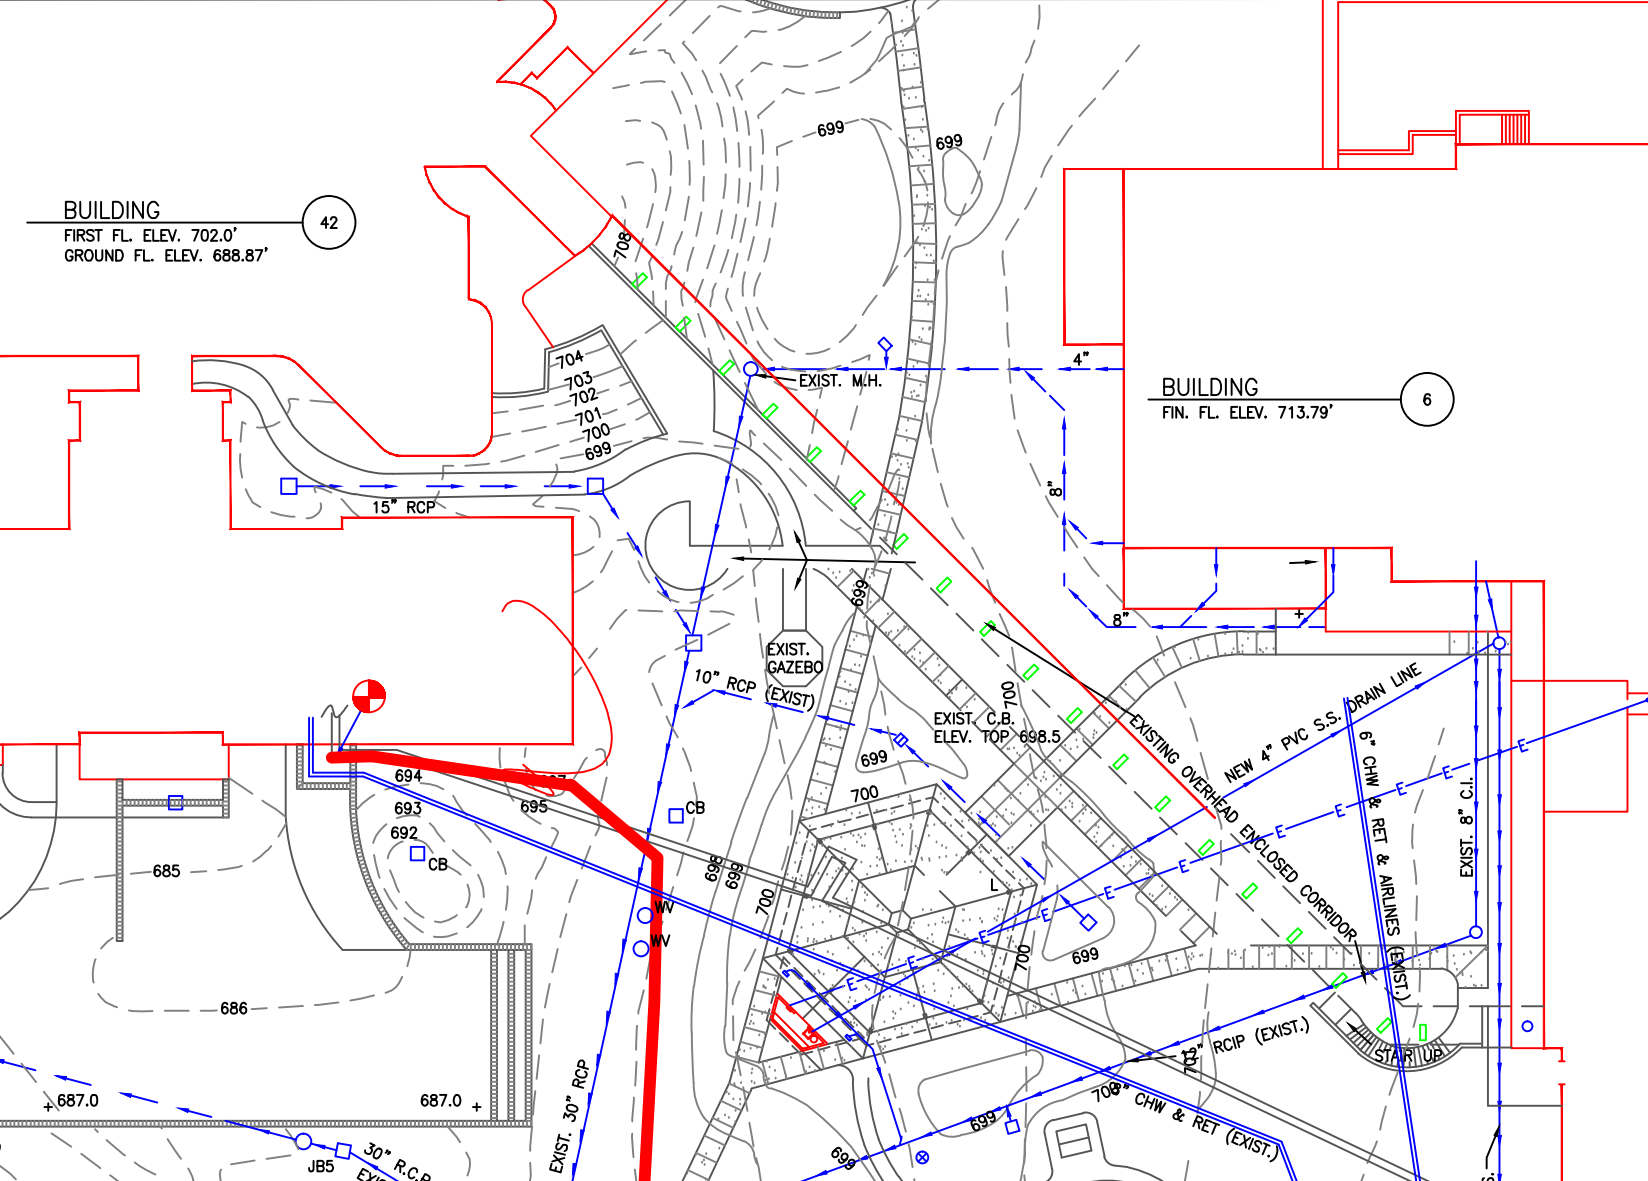 699
699
BUILDING
42
FIRST FL. ELEV. 702.0'
GROUND FL. ELEV. 688.87'
708
704
703
702
701
700
699
EXIST. M.H.
4"
BUILDING
6
FIN. FL. ELEV. 713.79'
15" RCP
8"
699
8"
EXIST.
GAZEBO
10" RCP (EXIST)
700
EXIST. C.B.
ELEV. TOP 698.5
EXISTING OVERHEAD ENCLOSED CORRIDOR
NEW 4" PVC S.S. DRAIN LINE
6" CHW & RET & AIRLINES (EXIST.)
EXIST. 8" C.I.
699
694
695
693
692
CB
CB
700
698
699
700
L
E
E
E
E
E
E
E
E
E
E
685
WV
WV
700
699
686
687.0
687.0
EXIST. 30" RCP
12" RCIP (EXIST.)
702
STAR UP
8" CHW & RET (EXIST.)
699
699
JB5
30" R.C.P.